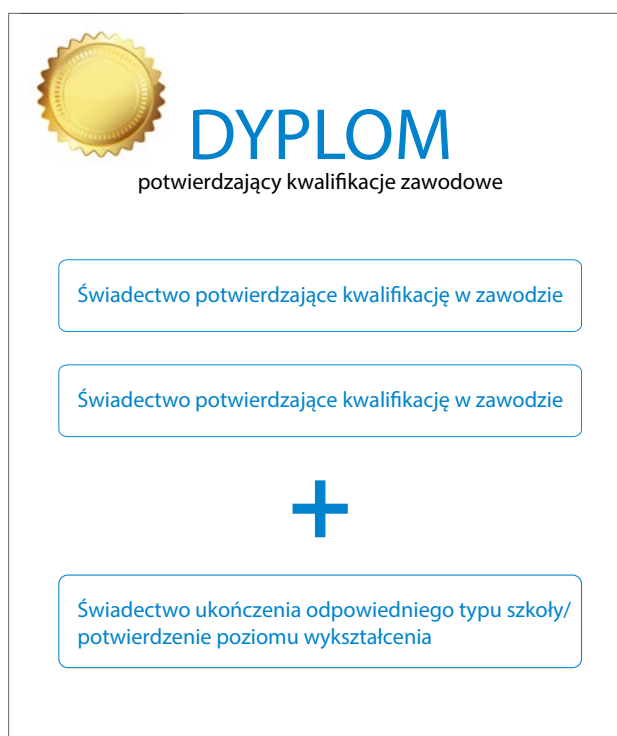 DYPLOM
potwierdzający kwalifikacje zawodowe
Świadectwo potwierdzające kwalifikację w zawodzie
Świadectwo potwierdzające kwalifikację w zawodzie
+
Świadectwo ukończenia odpowiedniego typu szkoły/
potwierdzenie poziomu wykształcenia